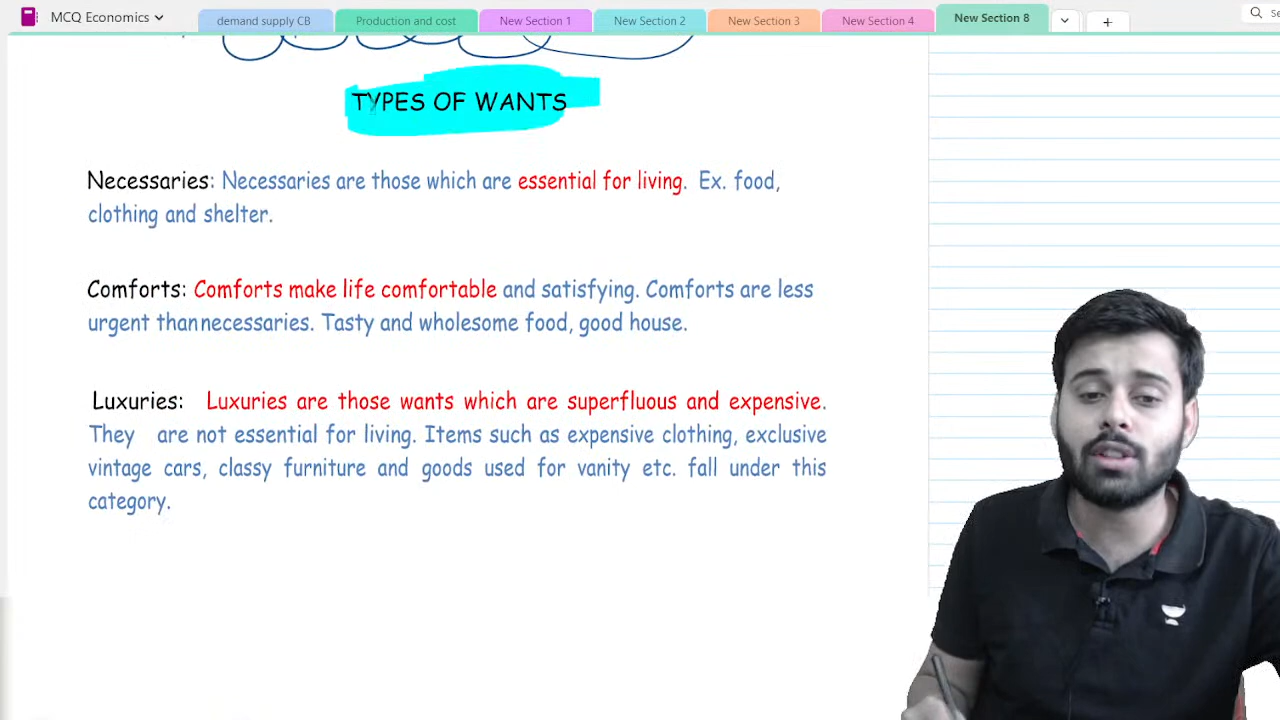 MCQ Economics
demand supply CB
Production and cost
New Section 1
New Section 2
New Section 3
New Section 4
New Section 8
TYPES OF WANTS
Necessaries: Necessaries are those which are essential for living. Ex. food,
clothing and shelter.
Comforts: Comforts make life comfortable and satisfying. Comforts are less
urgent thannecessaries. Tasty and wholesome food, good house.
Luxuries: Luxuries are those wants which are superfluous and expensive.
They are not essential for living. Items such as expensive clothing, exclusive
vintage cars, classy furniture and goods used for vanity etc. fall under this
category.